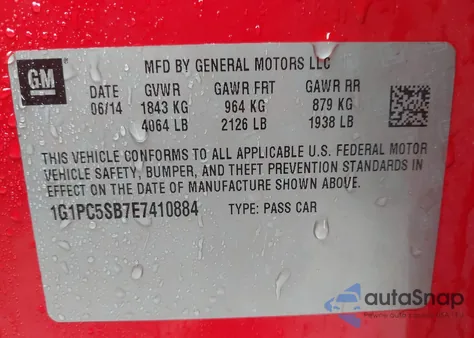 GM
MFD BY GENERAL MOTORS LLC
DATE GVWR GAWR FRT GAWR RR
06/14 1843 KG 964 KG 879 KG
4064 LB 2126 LB 1938 LB
THIS VEHICLE CONFORMS TO ALL APPLICABLE U.S. FEDERAL MOTOR
VEHICLE SAFETY, BUMPER, AND THEFT PREVENTION STANDARDS IN
EFFECT ON THE DATE OF MANUFACTURE SHOWN ABOVE.
1G1PC5SB7E7410884 TYPE: PASS CAR
autoSnap